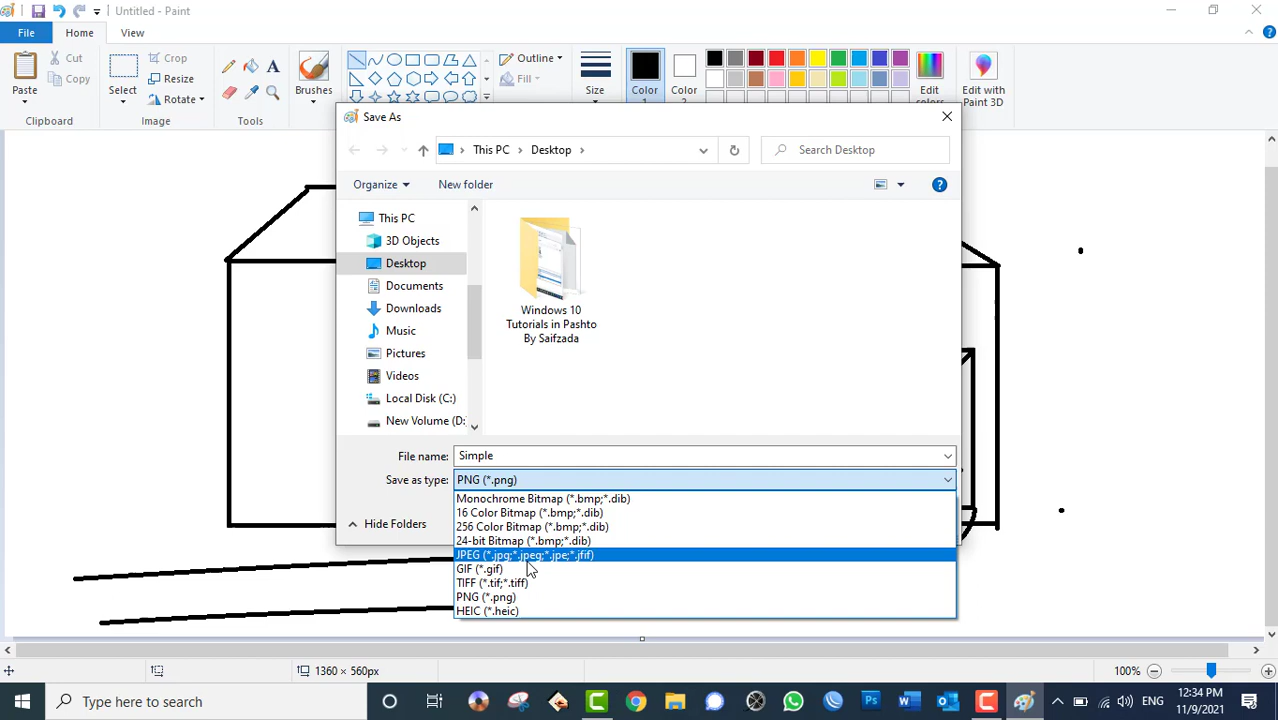 Untitled - Paint
File
Home
View
Paste
Cut
Copy
Clipboard
Select
Crop
Resize
Rotate
Image
A
Tools
Brushes
Outline
Fill
Size
Color
1
Color
2
Edit
colors
Edit with
Paint 3D
Save As
This PC
Desktop
Search Desktop
Organize
New folder
This PC
3D Objects
Desktop
Documents
Downloads
Music
Pictures
Videos
Local Disk (C:)
New Volume (D:
Windows 10
Tutorials in Pashto
By Saifzada
File name: Simple
Save as type: PNG (*.png)
Monochrome Bitmap (*.bmp;*.dib)
16 Color Bitmap (*.bmp;*.dib)
256 Color Bitmap (*.bmp;*.dib)
24-bit Bitmap (*.bmp;*.dib)
JPEG (*.jpg;*.jpeg;*.jpe;*.jfif)
GIF (*.gif)
TIFF (*.tif;*.tiff)
PNG (*.png)
HEIC (*.heic)
Hide Folders
1360 × 560px
100%
Type here to search
Ps
ENG
12:34 PM
11/9/2021